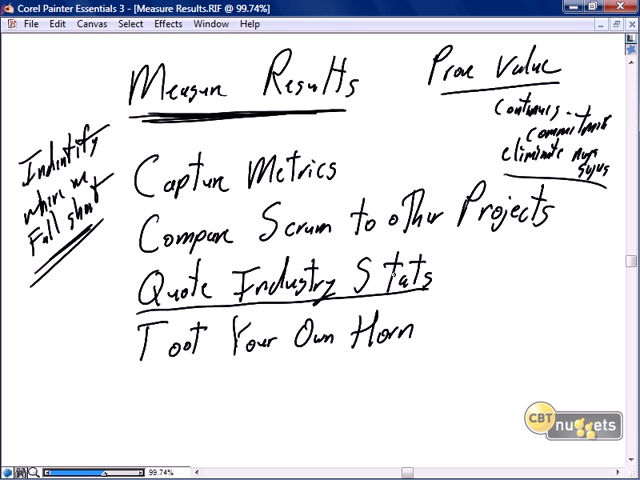 Corel Painter Essentials 3 - [Measure Results.RIF @ 99.74%]
File Edit Canvas Select Effects Window Help
Measure Results
Prove Value
Continues
commitment
eliminate
Indintify
where we
Fall short
Capture Metrics
Compare Scrum to other Projects
Quote Industry Stats
Toot Your Own Horn
CBT nuggets
99.74%